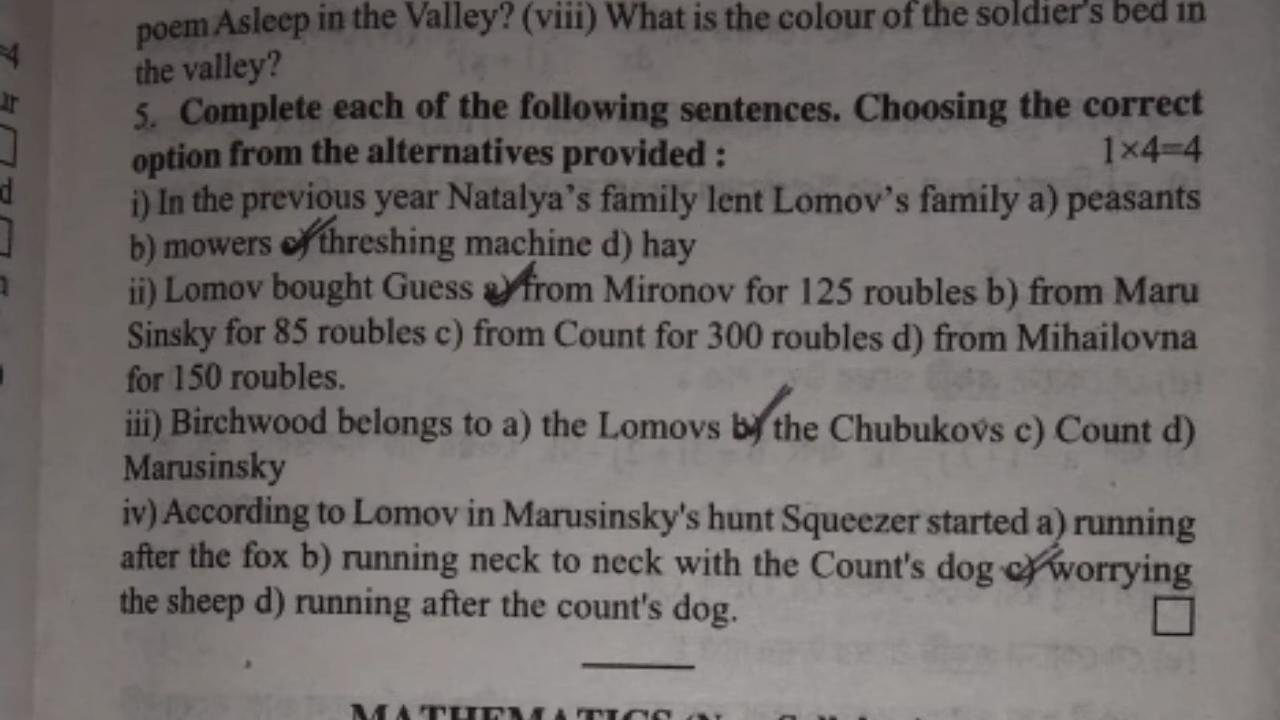 poem Asleep in the Valley? (viii) What is the colour of the soldier's bed in
the valley?
5. Complete each of the following sentences. Choosing the correct
option from the alternatives provided : 1×4=4
i) In the previous year Natalya's family lent Lomov's family a) peasants
b) mowers c) threshing machine d) hay
ii) Lomov bought Guess a) from Mironov for 125 roubles b) from Maru
Sinsky for 85 roubles c) from Count for 300 roubles d) from Mihailovna
for 150 roubles.
iii) Birchwood belongs to a) the Lomovs b) the Chubukovs c) Count d)
Marusinsky
iv) According to Lomov in Marusinsky's hunt Squeezer started a) running
after the fox b) running neck to neck with the Count's dog c) worrying
the sheep d) running after the count's dog.
MATHEMATICS